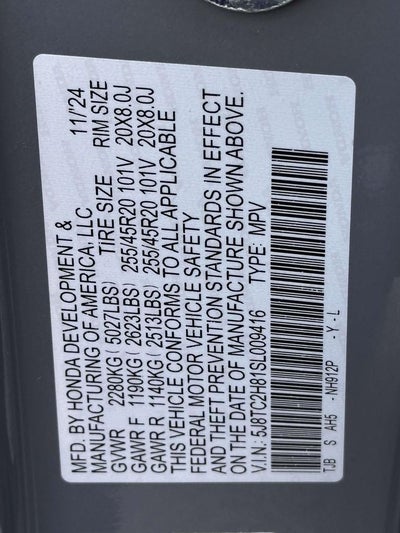 MFD. BY HONDA DEVELOPMENT &
MANUFACTURING OF AMERICA, LLC 11/24
GVWR 2280KG(5027LBS) TIRE SIZE RIM SIZE
GAWR F 1190KG(2623LBS) 255/45R20 101V 20X8.0J
GAWR R 1140KG(2513LBS) 255/45R20 101V 20X8.0J
THIS VEHICLE CONFORMS TO ALL APPLICABLE
FEDERAL MOTOR VEHICLE SAFETY
AND THEFT PREVENTION STANDARDS IN EFFECT
ON THE DATE OF MANUFACTURE SHOWN ABOVE.
V.I.N: 5J8TC2H81SL009416 TYPE: MPV
TJB S AH5 - NH912P - Y - L